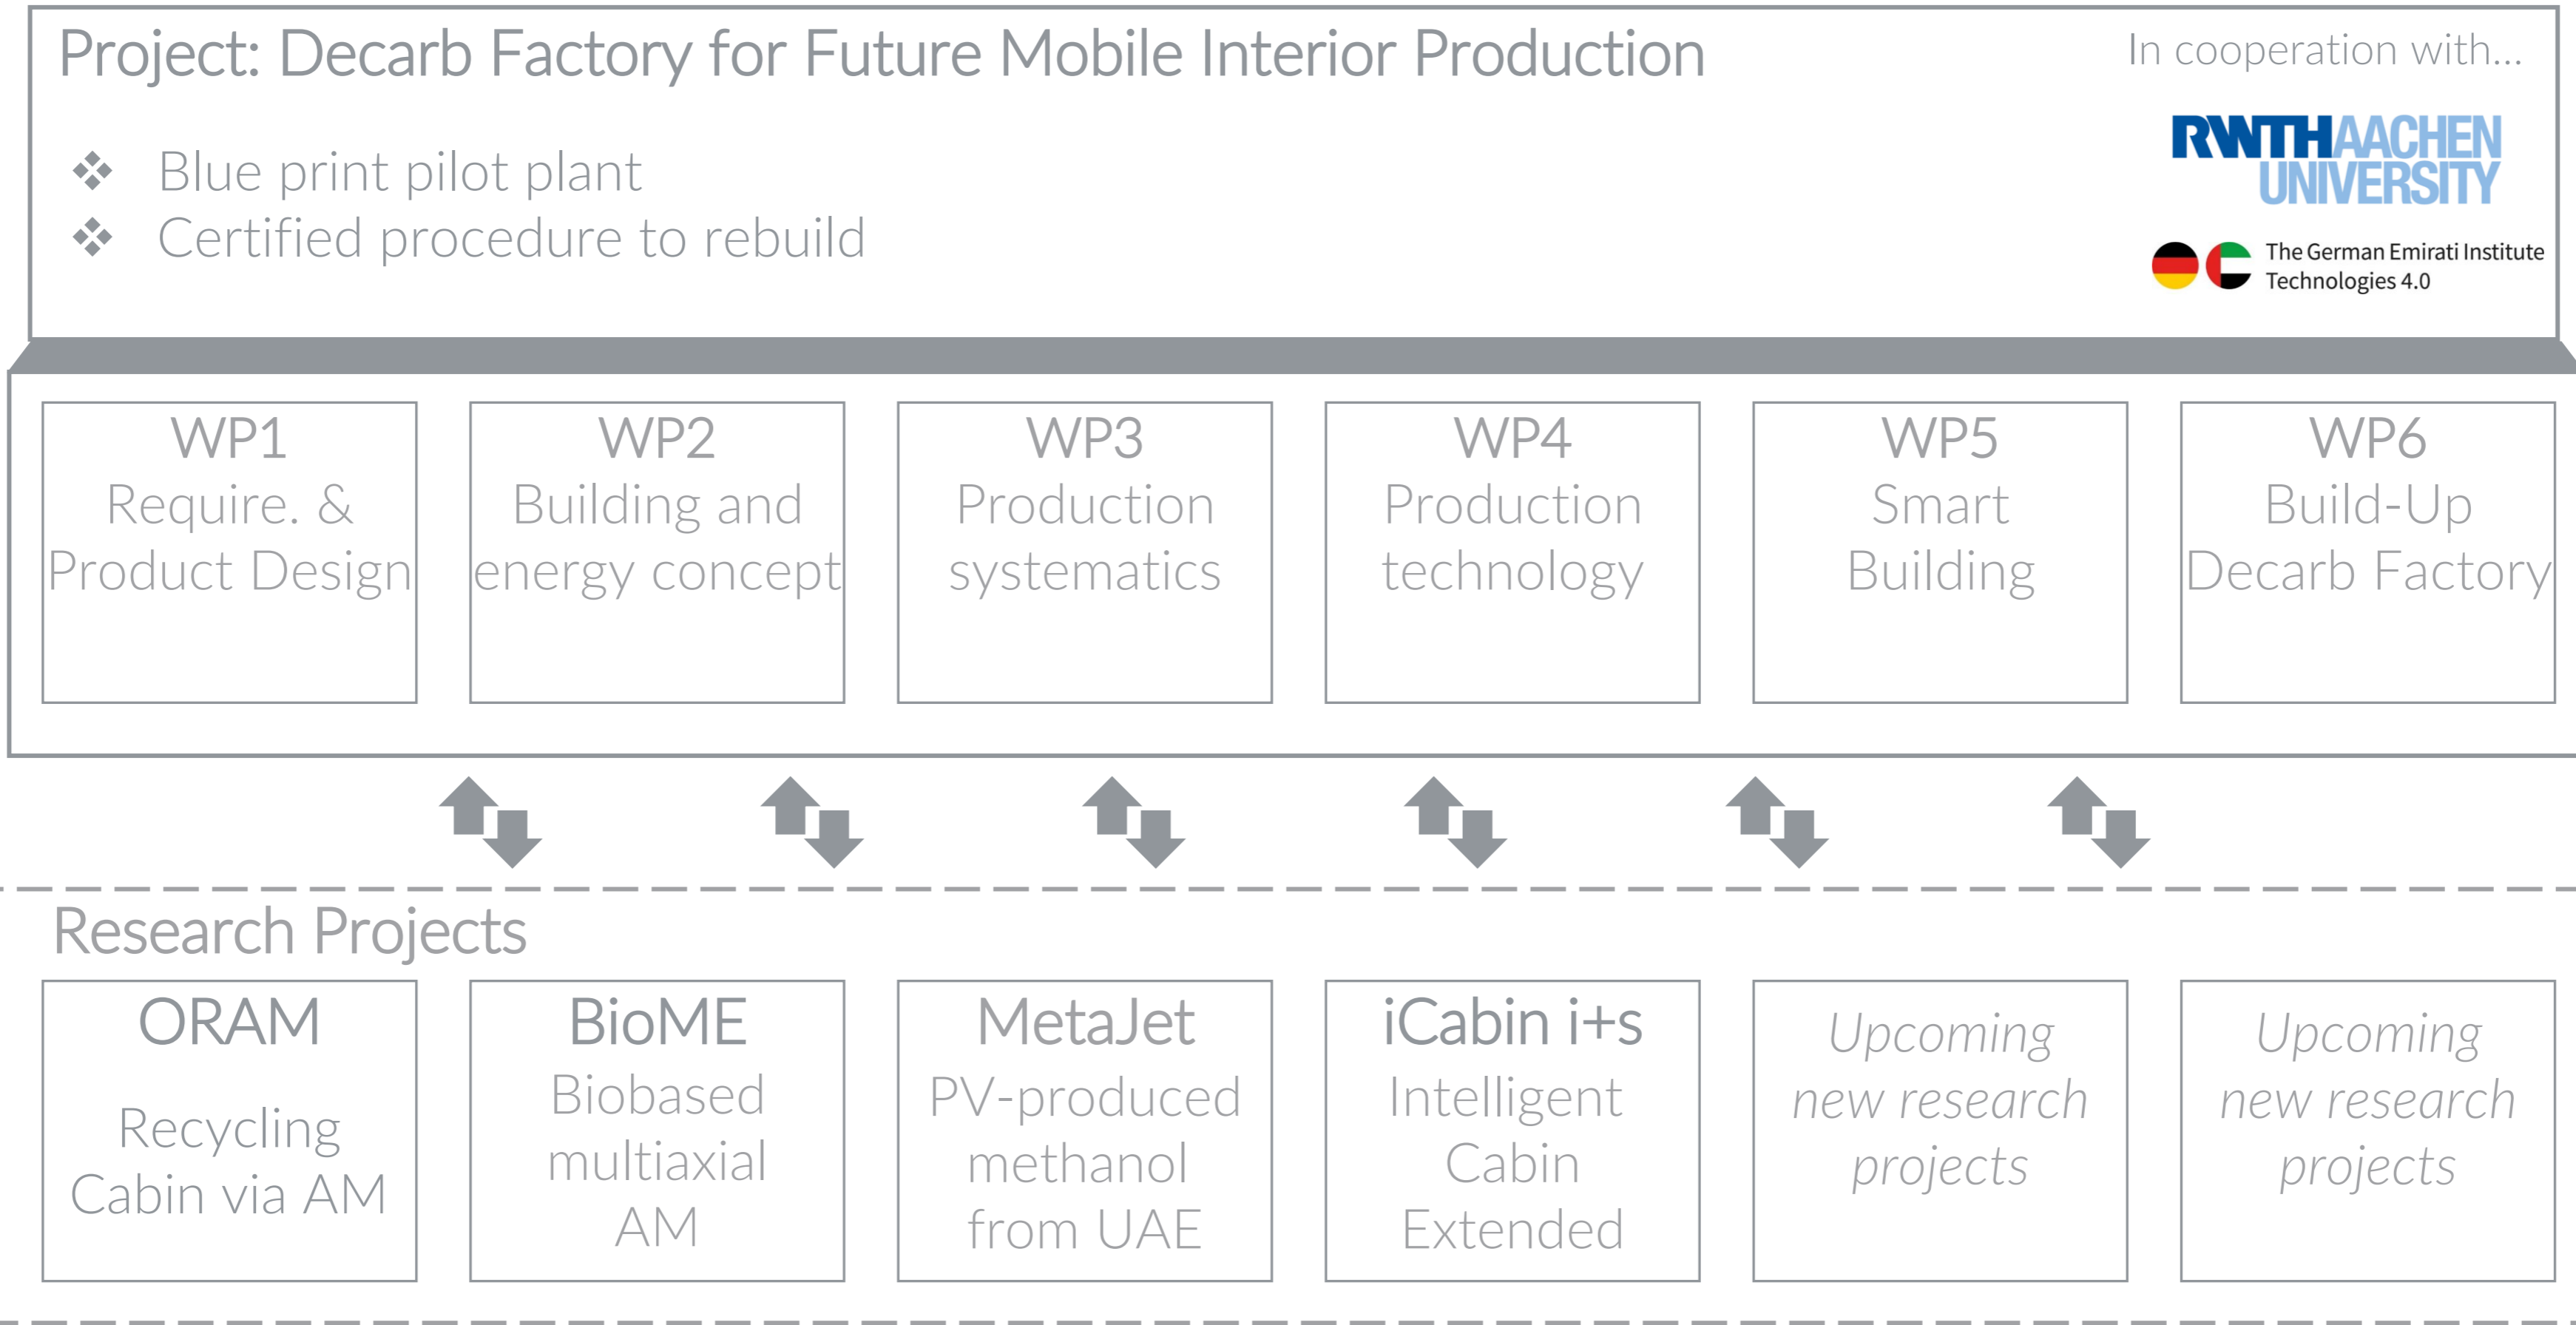 Project: Decarb Factory for Future Mobile Interior Production
In cooperation with...
❖ Blue print pilot plant
❖ Certified procedure to rebuild
RWTHAACHEN
UNIVERSITY
The German Emirati Institute
Technologies 4.0
WP1
Require. &
Product Design
WP2
Building and
energy concept
WP3
Production
systematics
WP4
Production
technology
WP5
Smart
Building
WP6
Build-Up
Decarb Factory
Research Projects
ORAM
Recycling
Cabin via AM
BioME
Biobased
multiaxial
AM
MetaJet
PV-produced
methanol
from UAE
iCabin i+s
Intelligent
Cabin
Extended
Upcoming
new research
projects
Upcoming
new research
projects